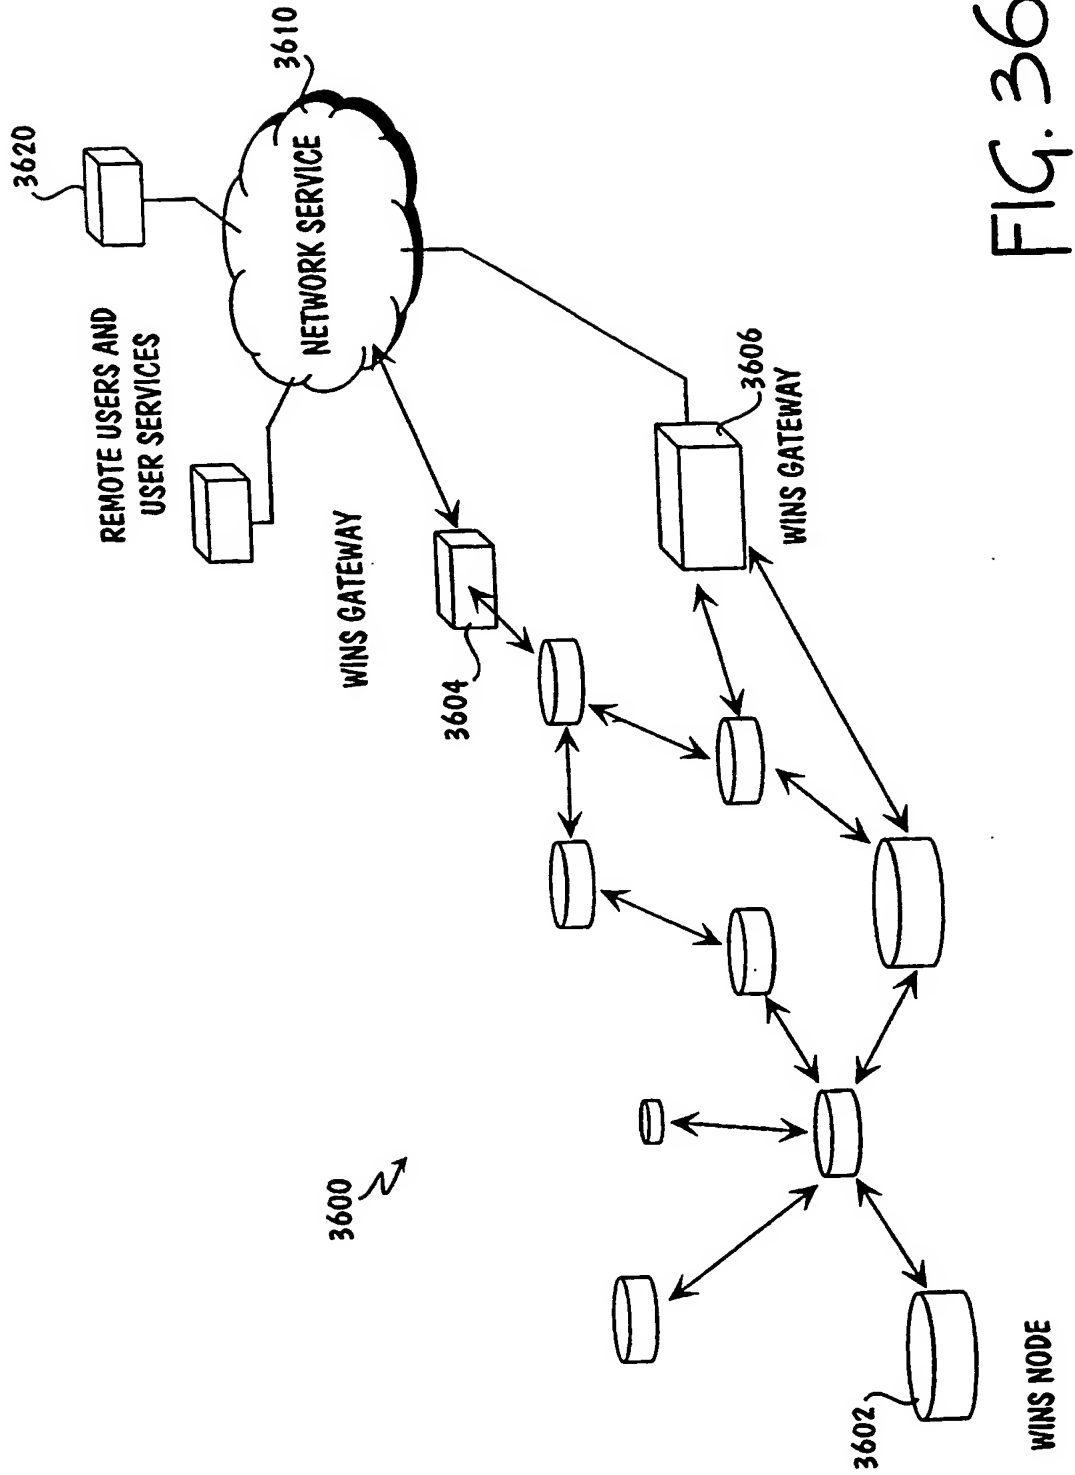 3600
WINS NODE
3602
WINS GATEWAY
3604
WINS GATEWAY
3606
REMOTE USERS AND
USER SERVICES
3620
NETWORK SERVICE
3610
FIG. 36